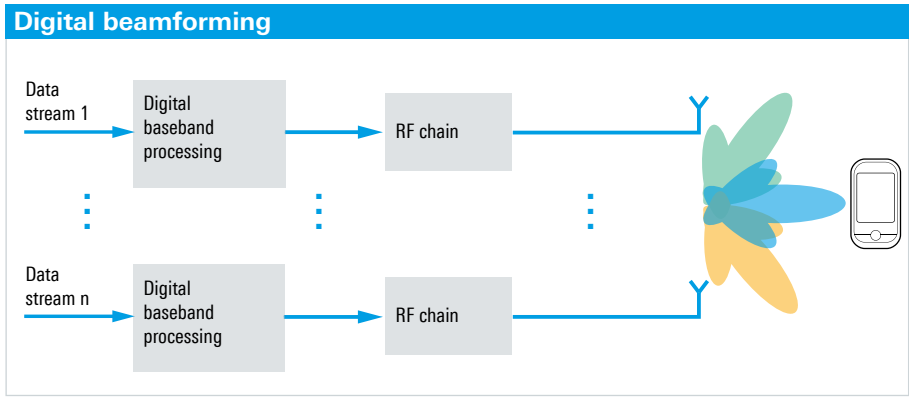 Digital beamforming
Data
stream 1
Digital
baseband
processing
RF chain
Data
stream n
Digital
baseband
processing
RF chain